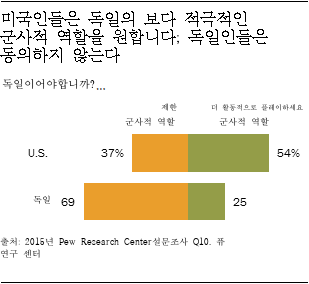 미국인들은 독일의 보다 적극적인
군사적 역할을 원합니다; 독일인들은
동의하지 않는다
독일이어야합니까?...
제한 더 활동적으로 플레이하세요
군사적 역할 군사적 역할
U.S. 37% 54%
독일 69 25
출처: 2015년 Pew Research Center설문조사 Q10. 퓨
연구 센터